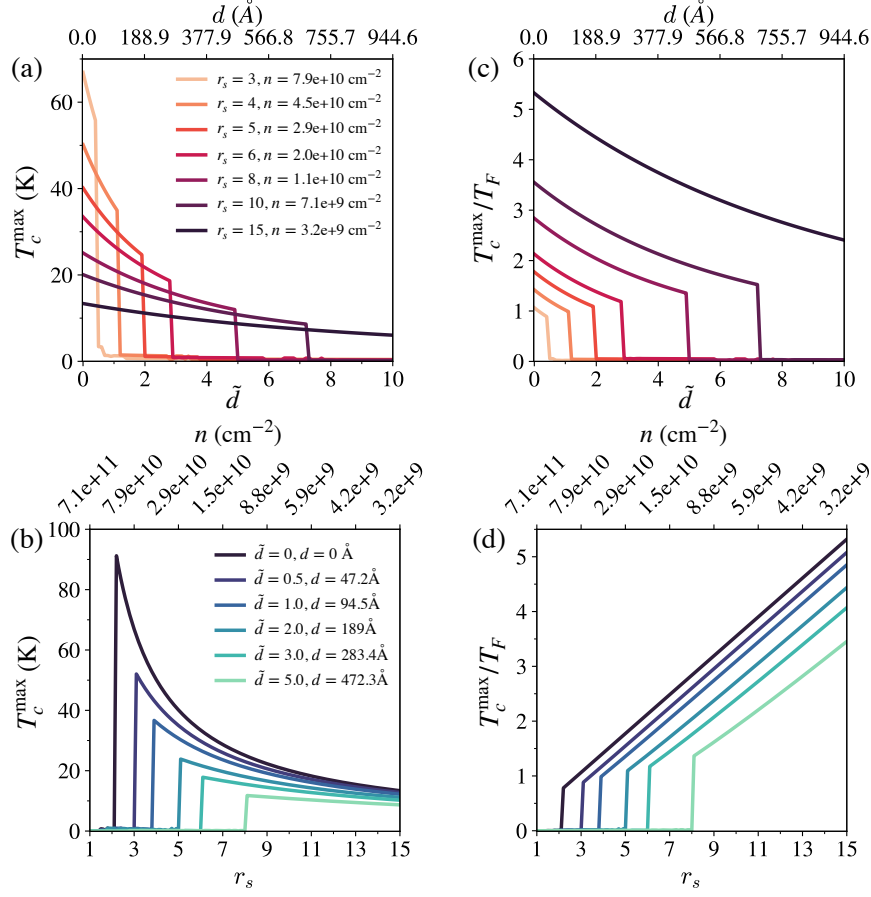 d (Å)
0.0 188.9 377.9 566.8 755.7 944.6
(a)
r_s = 3, n = 7.9e+10 cm⁻²
r_s = 4, n = 4.5e+10 cm⁻²
r_s = 5, n = 2.9e+10 cm⁻²
r_s = 6, n = 2.0e+10 cm⁻²
r_s = 8, n = 1.1e+10 cm⁻²
r_s = 10, n = 7.1e+9 cm⁻²
r_s = 15, n = 3.2e+9 cm⁻²
T_c^max (K)
60
40
20
0
0 2 4 6 8 10
d̃
d (Å)
0.0 188.9 377.9 566.8 755.7 944.6
(c)
T_c^max/T_F
6
5
4
3
2
1
0
0 2 4 6 8 10
d̃
n (cm⁻²)
7.1e+11 7.9e+10 2.9e+10 1.5e+10 8.8e+9 5.9e+9 4.2e+9 3.2e+9
(b)
d̃ = 0, d = 0 Å
d̃ = 0.5, d = 47.2Å
d̃ = 1.0, d = 94.5Å
d̃ = 2.0, d = 189Å
d̃ = 3.0, d = 283.4Å
d̃ = 5.0, d = 472.3Å
T_c^max (K)
100
80
60
40
20
0
1 3 5 7 9 11 13 15
r_s
n (cm⁻²)
7.1e+11 7.9e+10 2.9e+10 1.5e+10 8.8e+9 5.9e+9 4.2e+9 3.2e+9
(d)
T_c^max/T_F
5
4
3
2
1
0
1 3 5 7 9 11 13 15
r_s